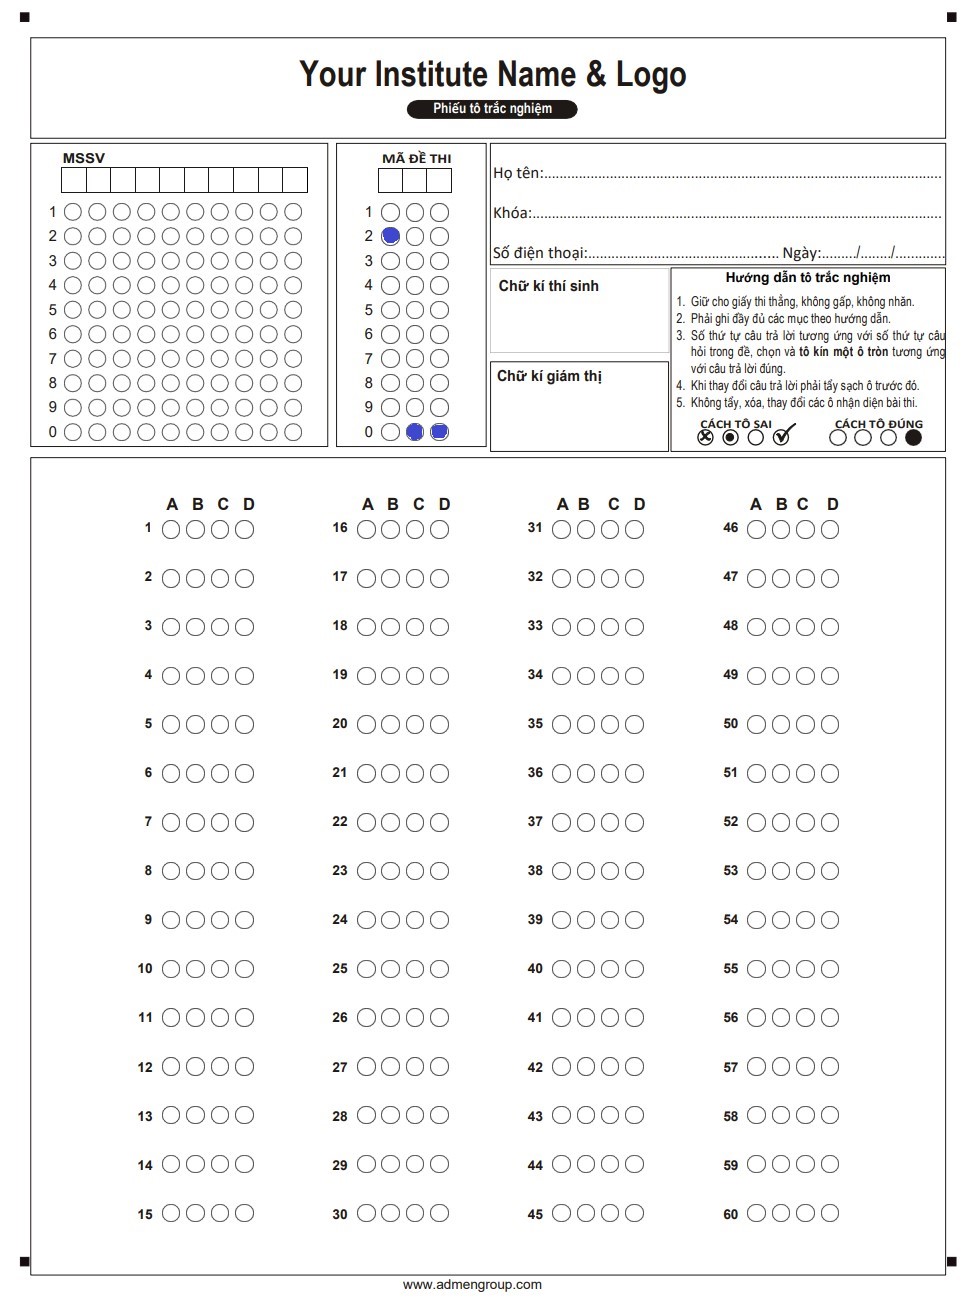 Your Institute Name & Logo
Phiếu tô trắc nghiệm
MSSV
1
2
3
4
5
6
7
8
9
0
MÃ ĐỀ THI
1
2
3
4
5
6
7
8
9
0
Họ tên:
Khóa:
Số điện thoại: Ngày: / /
Chữ kí thí sinh
Chữ kí giám thị
Hướng dẫn tô trắc nghiệm
1. Giữ cho giấy thi thẳng, không gấp, không nhăn.
2. Phải ghi đầy đủ các mục theo hướng dẫn.
3. Số thứ tự câu trả lời tương ứng với số thứ tự câu
hỏi trong đề, chọn và tô kín một ô tròn tương ứng
với câu trả lời đúng.
4. Khi thay đổi câu trả lời phải tẩy sạch ô trước đó.
5. Không tẩy, xóa, thay đổi các ô nhận diện bài thi.
CÁCH TÔ SAI CÁCH TÔ ĐÚNG
A B C D A B C D A B C D A B C D
1 16 31 46
2 17 32 47
3 18 33 48
4 19 34 49
5 20 35 50
6 21 36 51
7 22 37 52
8 23 38 53
9 24 39 54
10 25 40 55
11 26 41 56
12 27 42 57
13 28 43 58
14 29 44 59
15 30 45 60
www.admengroup.com